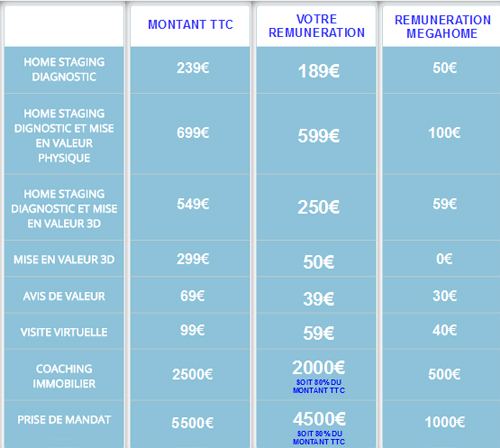 MONTANT TTC
VOTRE
REMUNERATION
REMUNERATION
MEGAHOME
HOME STAGING
DIAGNOSTIC
239€
189€
50€
HOME STAGING
DIGNOSTIC ET MISE
EN VALEUR
PHYSIQUE
699€
599€
100€
HOME STAGING
DIAGNOSTIC ET MISE
EN VALEUR 3D
549€
250€
59€
MISE EN VALEUR 3D
299€
50€
0€
AVIS DE VALEUR
69€
39€
30€
VISITE VIRTUELLE
99€
59€
40€
COACHING
IMMOBILIER
2500€
2000€
SOIT 80% DU
MONTANT TTC
500€
PRISE DE MANDAT
5500€
4500€
SOIT 80% DU
MONTANT TTC
1000€